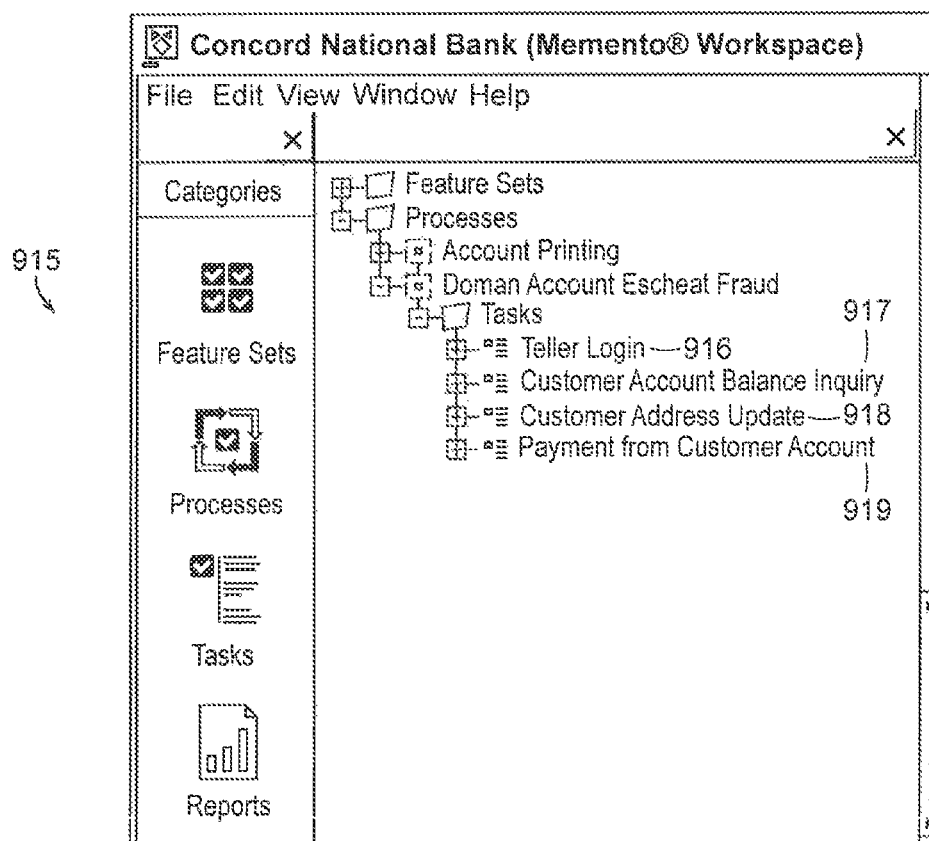 Concord National Bank (Memento® Workspace)
File Edit View Window Help
Categories
Feature Sets
Processes
Tasks
Reports
Feature Sets
Processes
Account Printing
Doman Account Escheat Fraud
Tasks
Teller Login 916
Customer Account Balance Inquiry
Customer Address Update 918
Payment from Customer Account
915
917
919